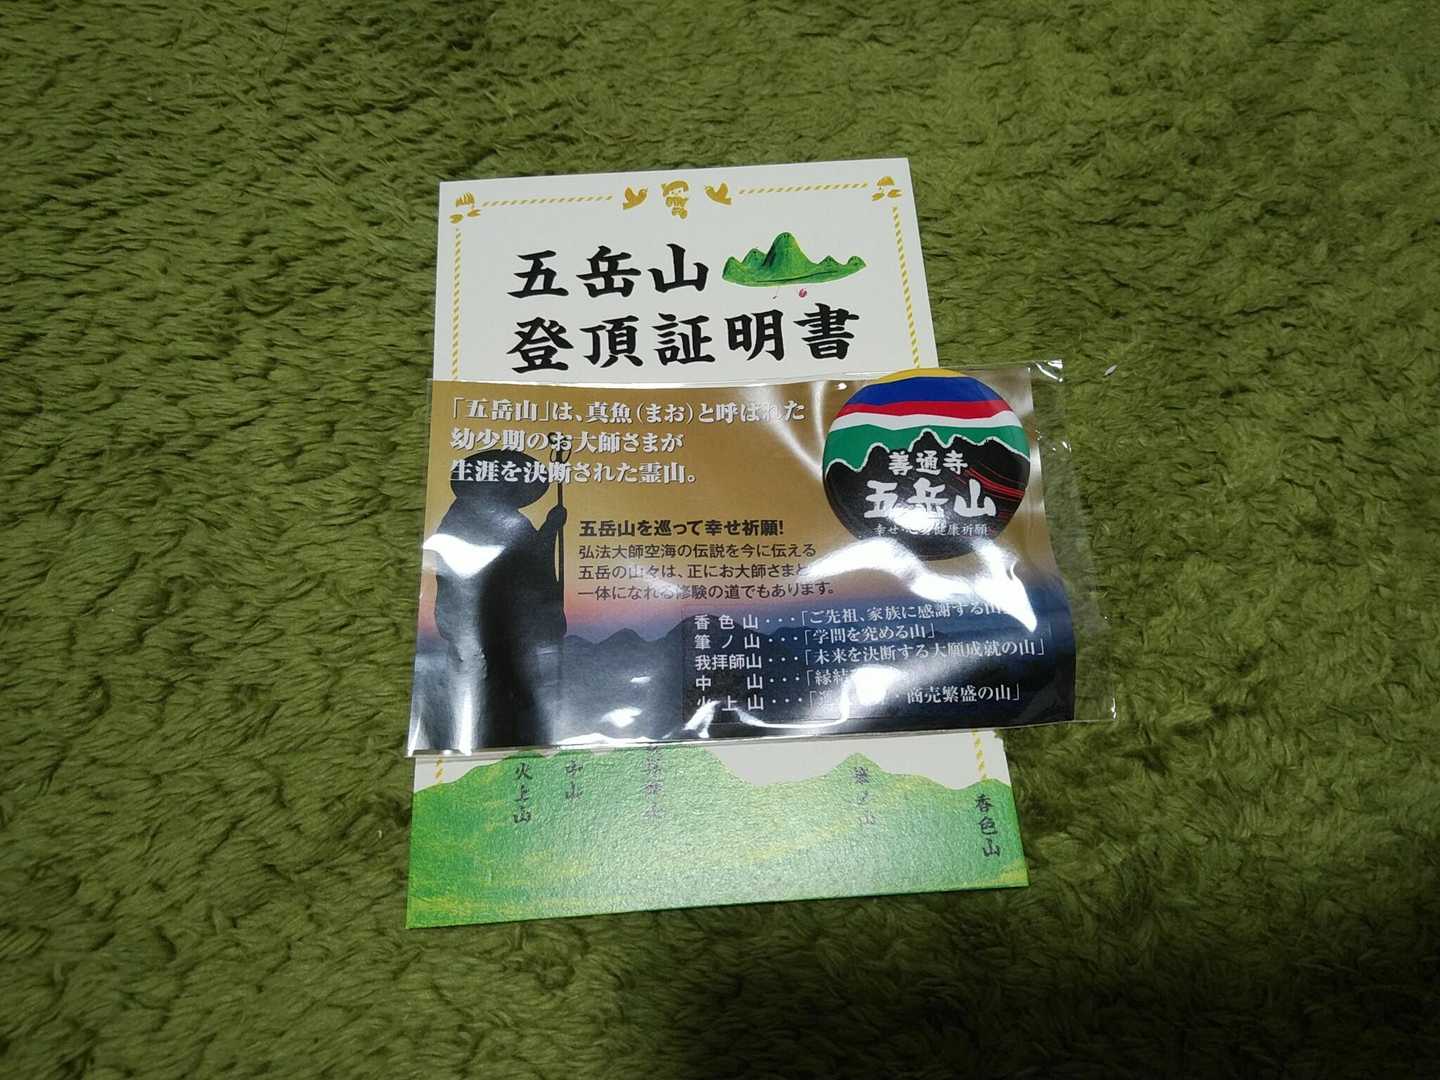 五岳山
登頂証明書
「五岳山」は、真魚(まお)と呼ばれた
幼少期のお大師さまが
生涯を決断された霊山。
善通寺
五岳山
五岳山を巡って幸せ祈願!
弘法大師空海の伝説を今に伝える
五岳の山々は、正にお大師さまと
一体になれる修験の道でもあります。
香色山・・・「ご先祖、家族に感謝する山
筆ノ山・・・「学問を究める山」
我拝師山・・・「未来を決断する大願成就の山」
中山・・・「縁結
火上山・・・「 ・商売繁盛の山」
火上山
中山
我拝師山
筆ノ山
香色山